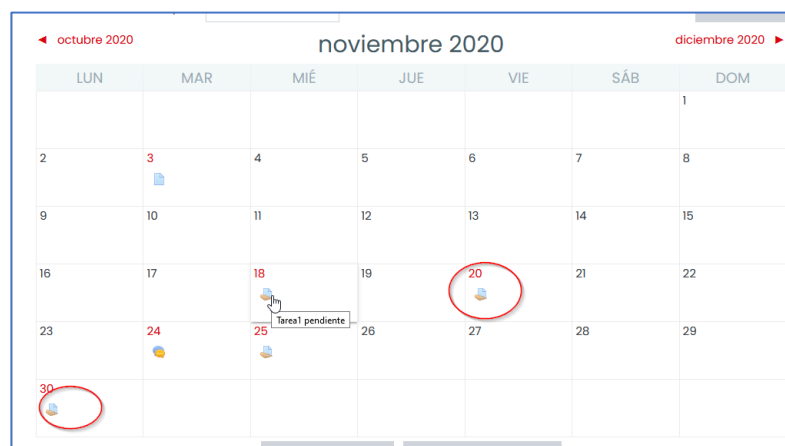 ◄ octubre 2020 noviembre 2020 diciembre 2020 ►
LUN MAR MIÉ JUE VIE SÁB DOM
1
2 3 4 5 6 7 8
9 10 11 12 13 14 15
16 17 18 19 20 21 22
Tarea1 pendiente
23 24 25 26 27 28 29
30